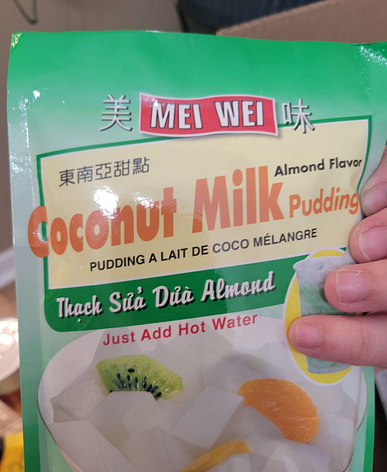 美 MEI WEI 味
東南亞甜點
Almond Flavor
Coconut Milk Pudding
PUDDING A LAIT DE COCO MÉLANGRE
Thạch Sữa Dừa Almond
Just Add Hot Water